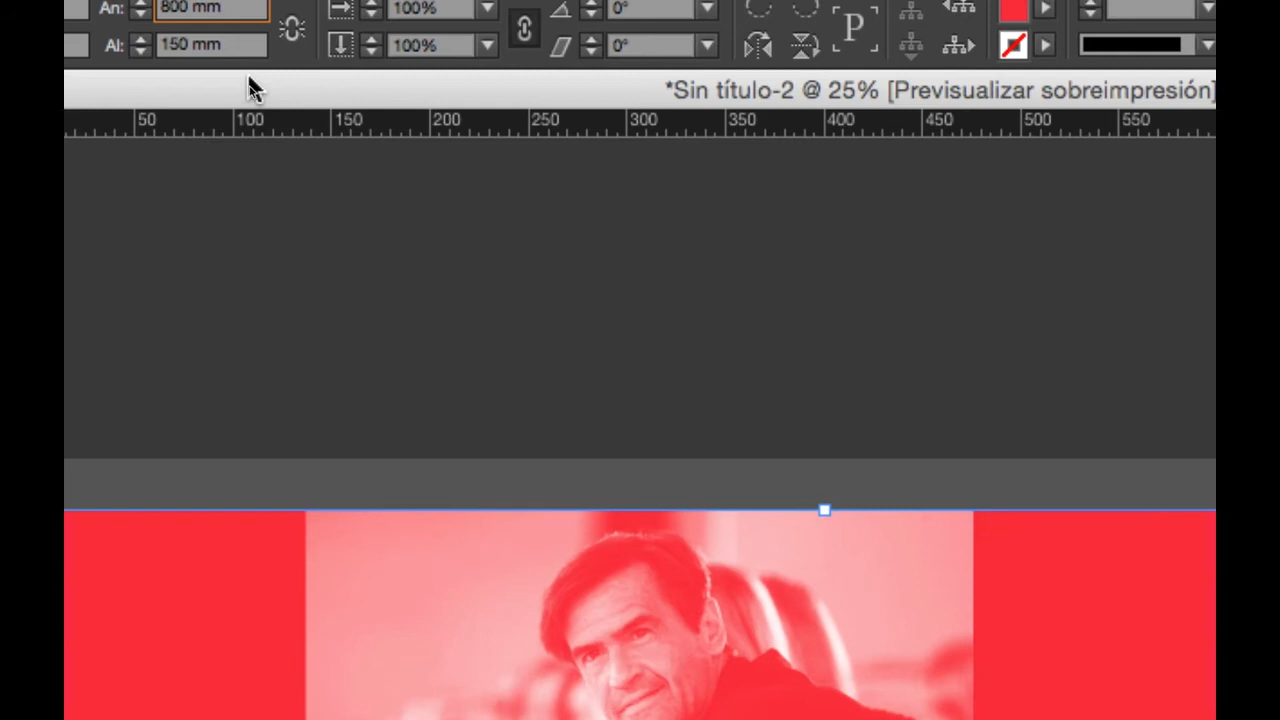 An: 800 mm 100% 0°
Al: 150 mm 100% 0° P
*Sin título-2 @ 25% [Previsualizar sobreimpresión]
50 100 150 200 250 300 350 400 450 500 550